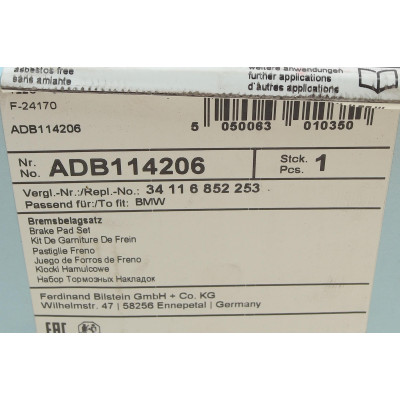 asbestos free
sans amiante
weitere Anwendungen
further applications
d'autres applications
F-24170
ADB114206
5 050063 010350
Nr.
No. ADB114206
Stck.
Pcs. 1
Vergl.-Nr./Repl.-No.: 34 11 6 852 253
Passend für:/To fit: BMW
Bremsbelagsatz
Brake Pad Set
Kit De Garniture De Frein
Pastiglie Freno
Juego de Forros de Freno
Klocki Hamulcowe
Набор Тормозных Накладок
Ferdinand Bilstein GmbH + Co. KG
Wilhelmstr. 47 | 58256 Ennepetal | Germany
EAC